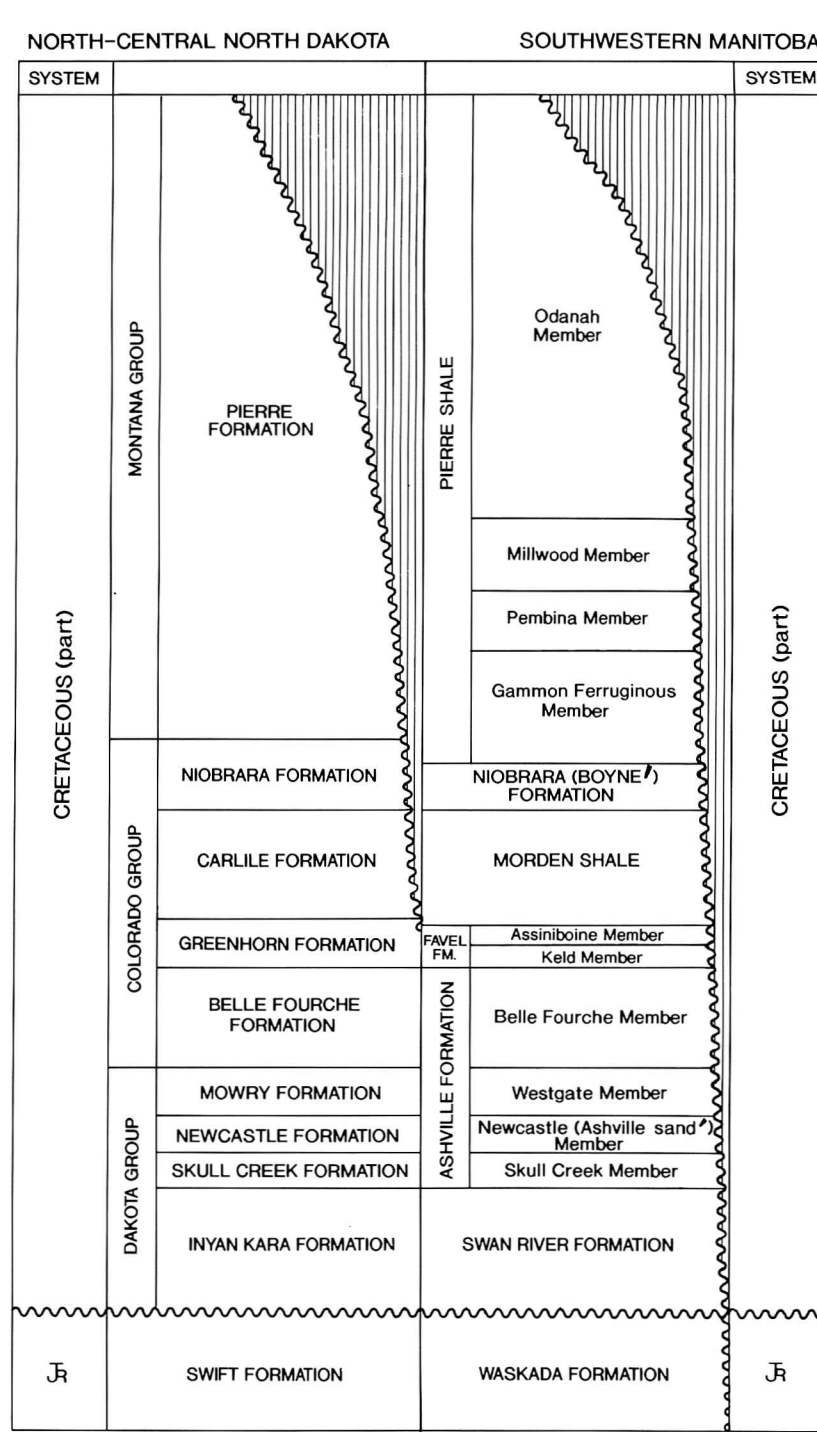 NORTH-CENTRAL NORTH DAKOTA
SOUTHWESTERN MANITOBA
SYSTEM
SYSTEM
CRETACEOUS (part)
MONTANA GROUP
PIERRE
FORMATION
COLORADO GROUP
NIOBRARA FORMATION
CARLILE FORMATION
GREENHORN FORMATION
BELLE FOURCHE
FORMATION
DAKOTA GROUP
MOWRY FORMATION
NEWCASTLE FORMATION
SKULL CREEK FORMATION
INYAN KARA FORMATION
JR
SWIFT FORMATION
PIERRE SHALE
Odanah
Member
Millwood Member
Pembina Member
Gammon Ferruginous
Member
NIOBRARA (BOYNE')
FORMATION
MORDEN SHALE
FAVEL
FM.
Assiniboine Member
Keld Member
ASHVILLE FORMATION
Belle Fourche Member
Westgate Member
Newcastle (Ashville sand')
Member
Skull Creek Member
SWAN RIVER FORMATION
WASKADA FORMATION
CRETACEOUS (part)
JR